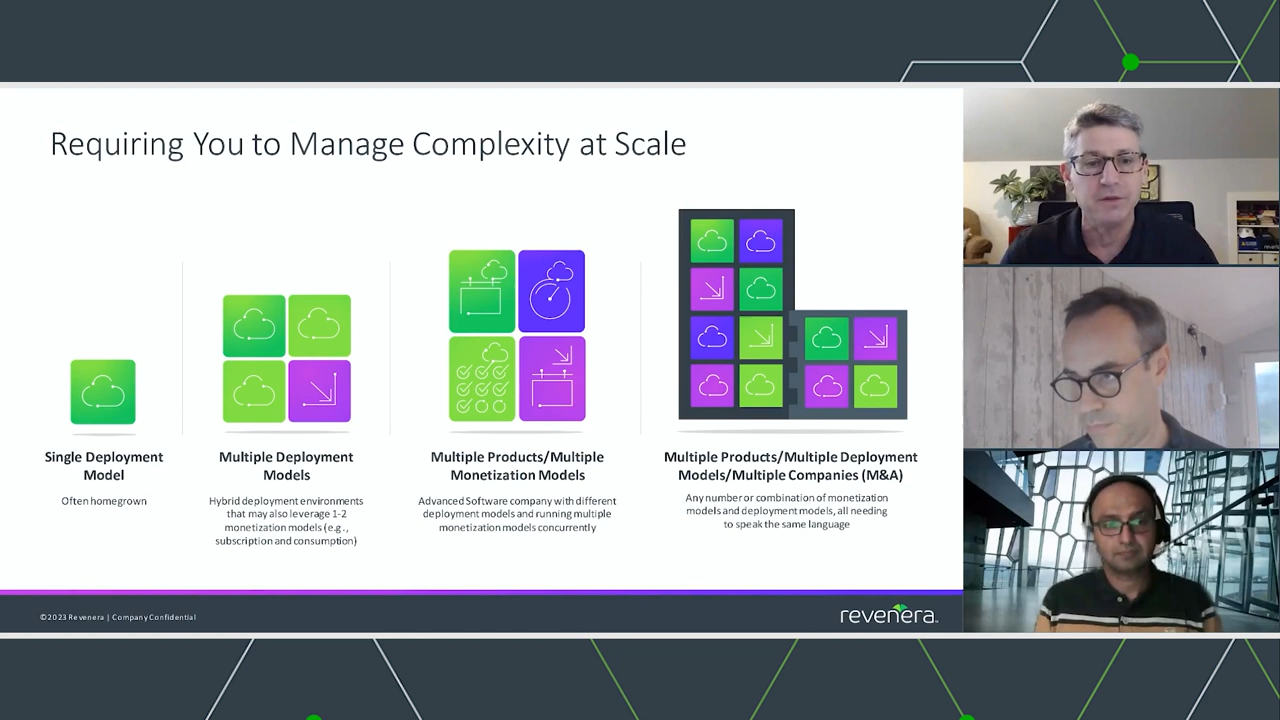 Requiring You to Manage Complexity at Scale
Single Deployment
Model
Often homegrown
Multiple Deployment
Models
Hybrid deployment environments
that may also leverage 1-2
monetization models (e.g.,
subscription and consumption)
Multiple Products/Multiple
Monetization Models
Advanced Software company with different
deployment models and running multiple
monetization models concurrently
Multiple Products/Multiple Deployment
Models/Multiple Companies (M&A)
Any number or combination of monetization
models and deployment models, all needing
to speak the same language
©2023 Revenera | Company Confidential
revenera